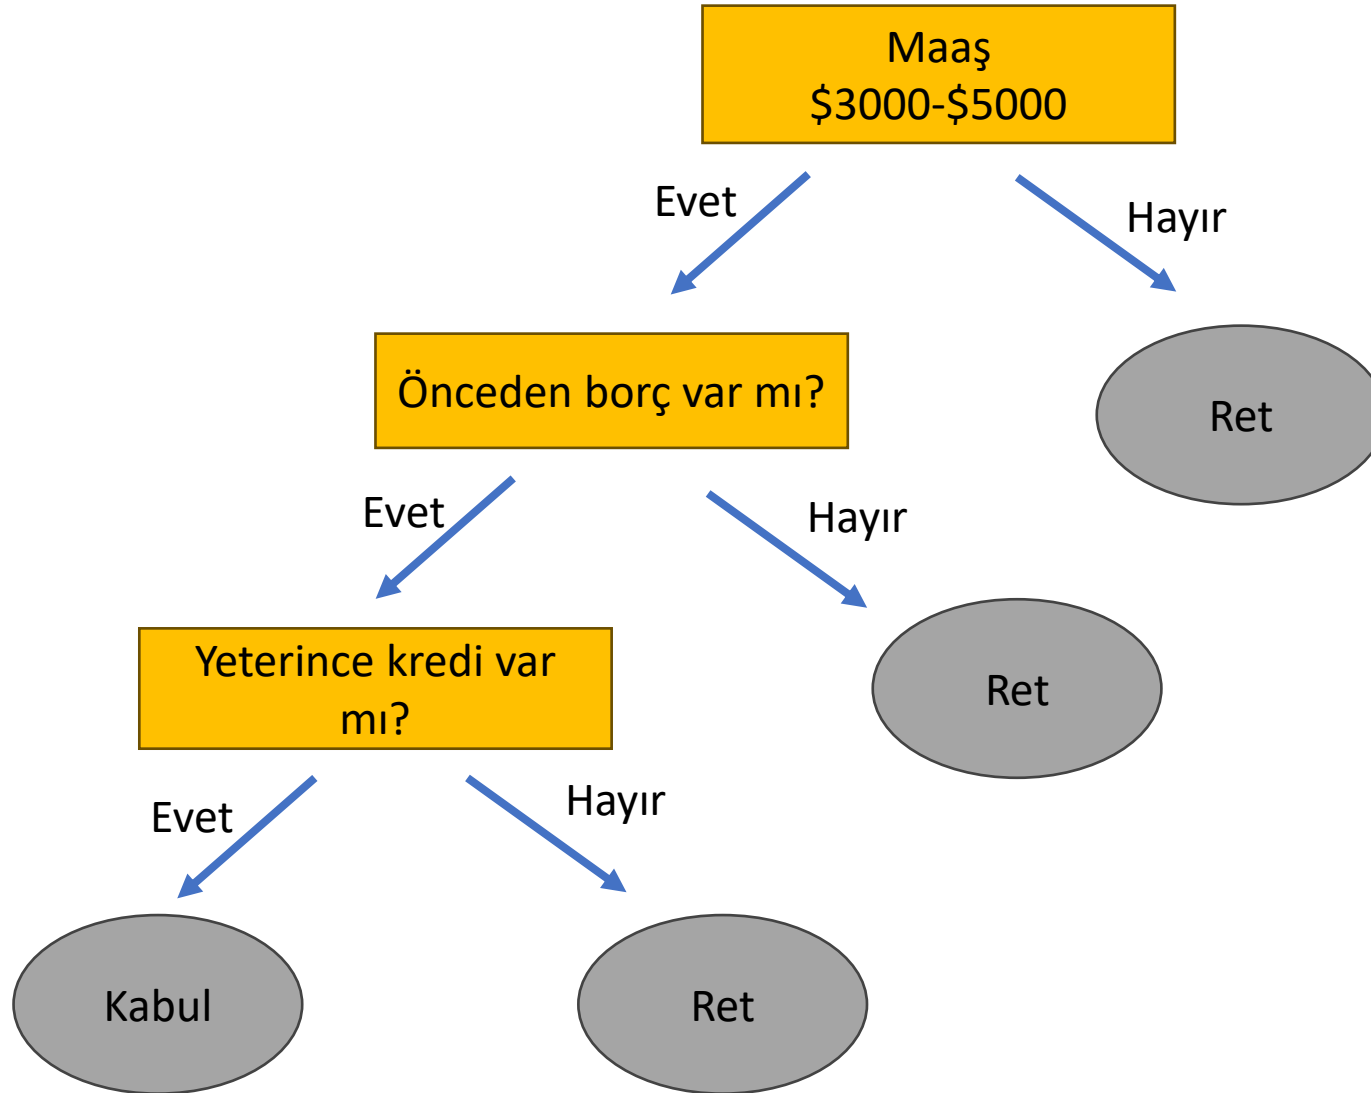 Maaş
$3000-$5000
Evet
Hayır
Önceden borç var mı?
Ret
Evet
Hayır
Yeterince kredi var
mı?
Ret
Evet
Hayır
Kabul
Ret